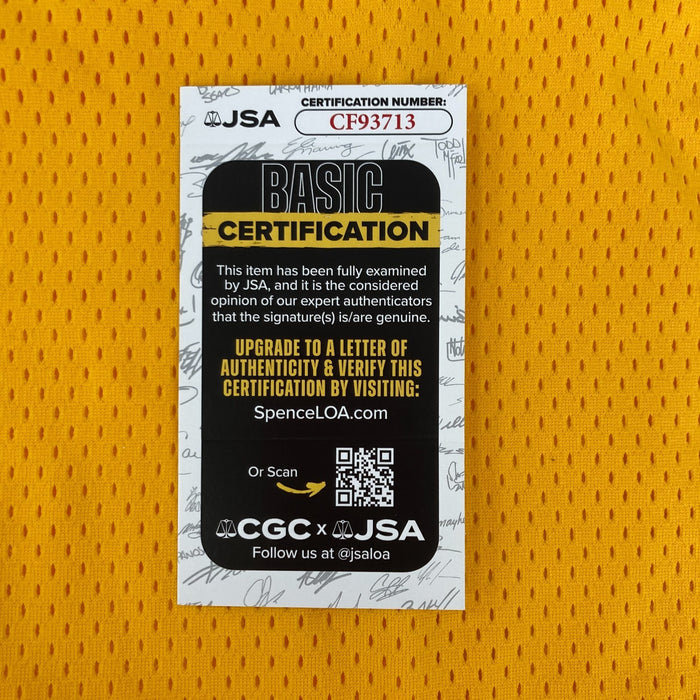 JSA
CERTIFICATION NUMBER:
CF93713
BASIC
CERTIFICATION
This item has been fully examined
by JSA, and it is the considered
opinion of our expert authenticators
that the signature(s) is/are genuine.
UPGRADE TO A LETTER OF
AUTHENTICITY & VERIFY THIS
CERTIFICATION BY VISITING:
SpenceLOA.com
Or Scan
CGC x JSA
Follow us at @jsaloa